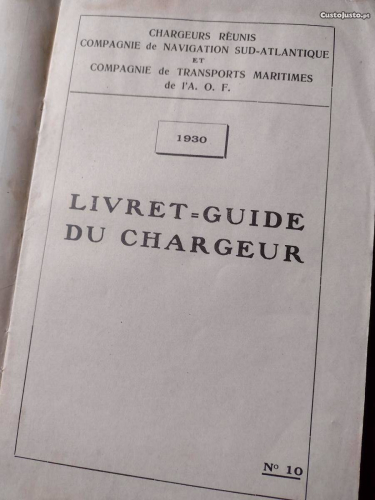 CustoJusto.pt
CHARGEURS RÉUNIS
COMPAGNIE de NAVIGATION SUD-ATLANTIQUE
ET
COMPAGNIE de TRANSPORTS MARITIMES
de l'A. O. F.
1930
LIVRET=GUIDE
DU CHARGEUR
Nº 10